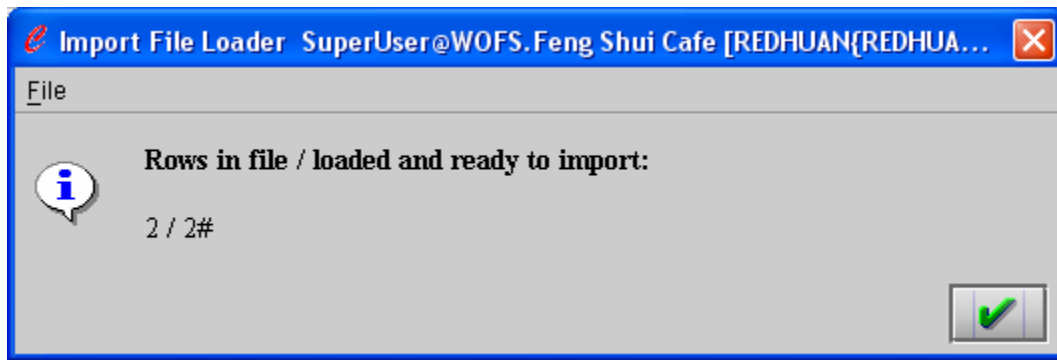 Import File Loader SuperUser@WOFS.Feng Shui Cafe [REDHUAN{REDHUA...
File
Rows in file / loaded and ready to import:
2 / 2#